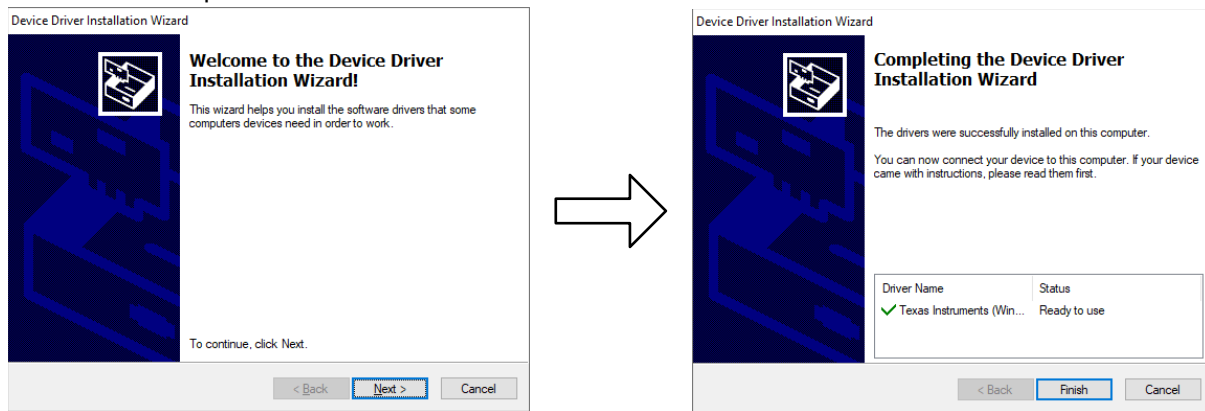 Device Driver Installation Wizard
Welcome to the Device Driver
Installation Wizard!
This wizard helps you install the software drivers that some
computers devices need in order to work.
To continue, click Next.
< Back
Next >
Cancel
Device Driver Installation Wizard
Completing the Device Driver
Installation Wizard
The drivers were successfully installed on this computer.
You can now connect your device to this computer. If your device
came with instructions, please read them first.
Driver Name Status
Texas Instruments (Win... Ready to use
< Back
Finish
Cancel